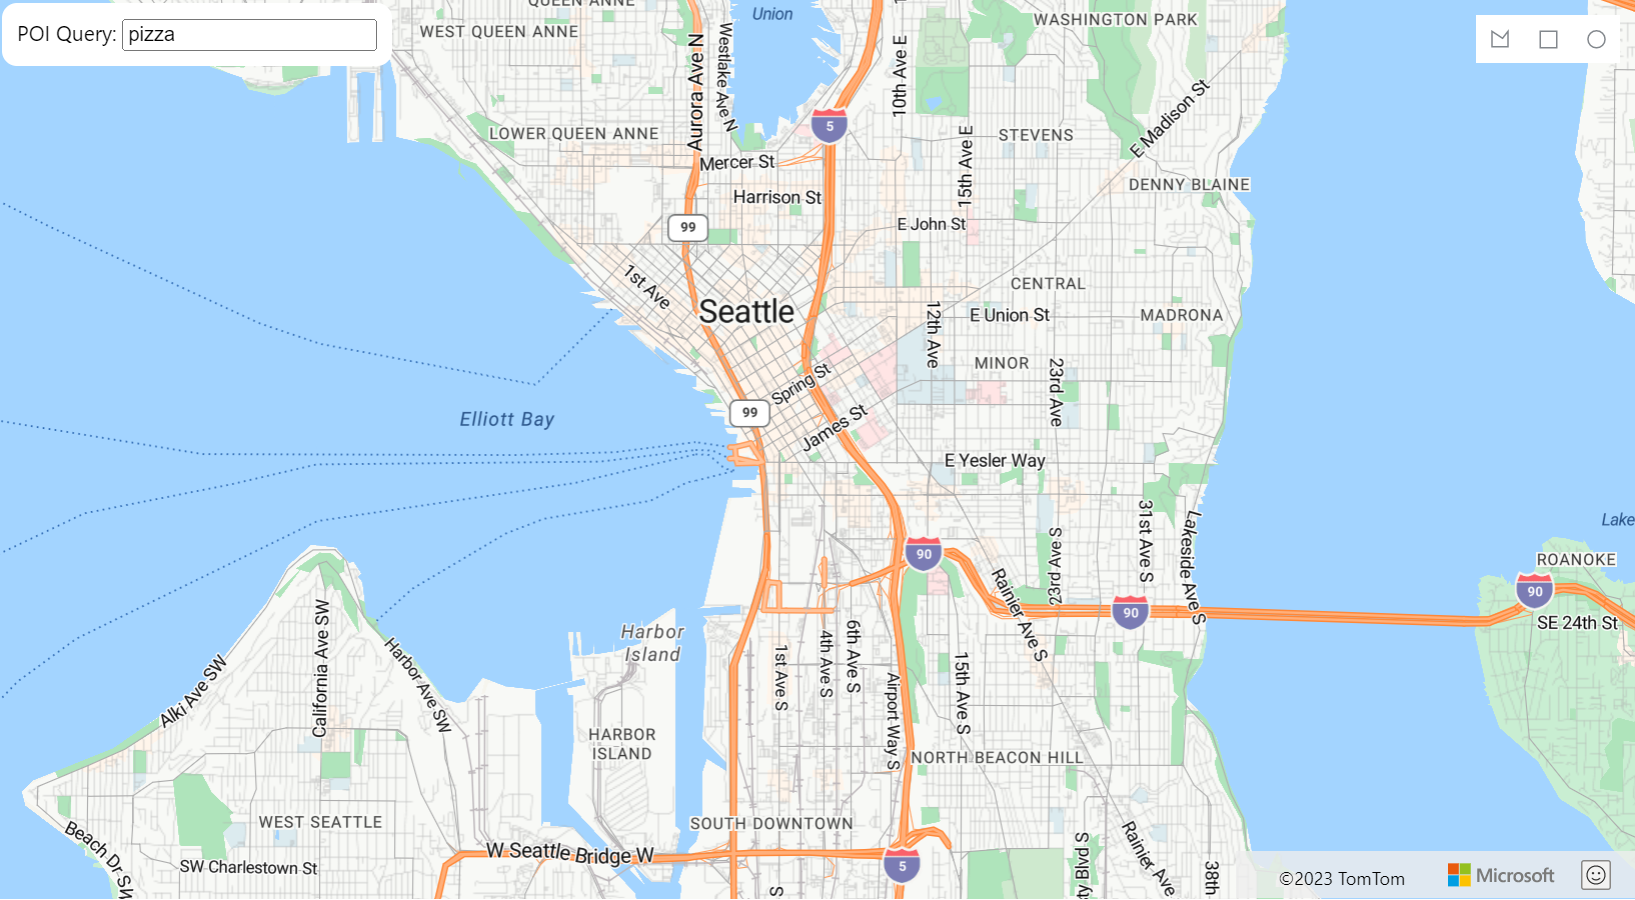 POI Query: pizza
QUEEN ANNE
WEST QUEEN ANNE
Union
WASHINGTON PARK
Aurora Ave N
Westlake Ave N
10th Ave E
5
E Madison St
LOWER QUEEN ANNE
STEVENS
15th Ave E
Mercer St
Harrison St
DENNY BLAINE
99
E John St
1st Ave
CENTRAL
Seattle
12th Ave
E Union St
MADRONA
MINOR
23rd Ave
Spring St
99
Elliott Bay
James St
E Yesler Way
31st Ave S
Lakeside Ave S
Lake
23rd Ave S
90
ROANOKE
Rainier Ave S
90
90
SE 24th St
California Ave SW
Harbor
Island
6th Ave S
4th Ave S
1st Ave S
15th Ave S
Harbor Ave SW
Alki Ave SW
Airport Way S
HARBOR
ISLAND
NORTH BEACON HILL
WEST SEATTLE
SOUTH DOWNTOWN
Beach Dr SW
W Seattle Bridge W
SW Charlestown St
5
Rainier Ave
38th
S
©2023 TomTom
Microsoft